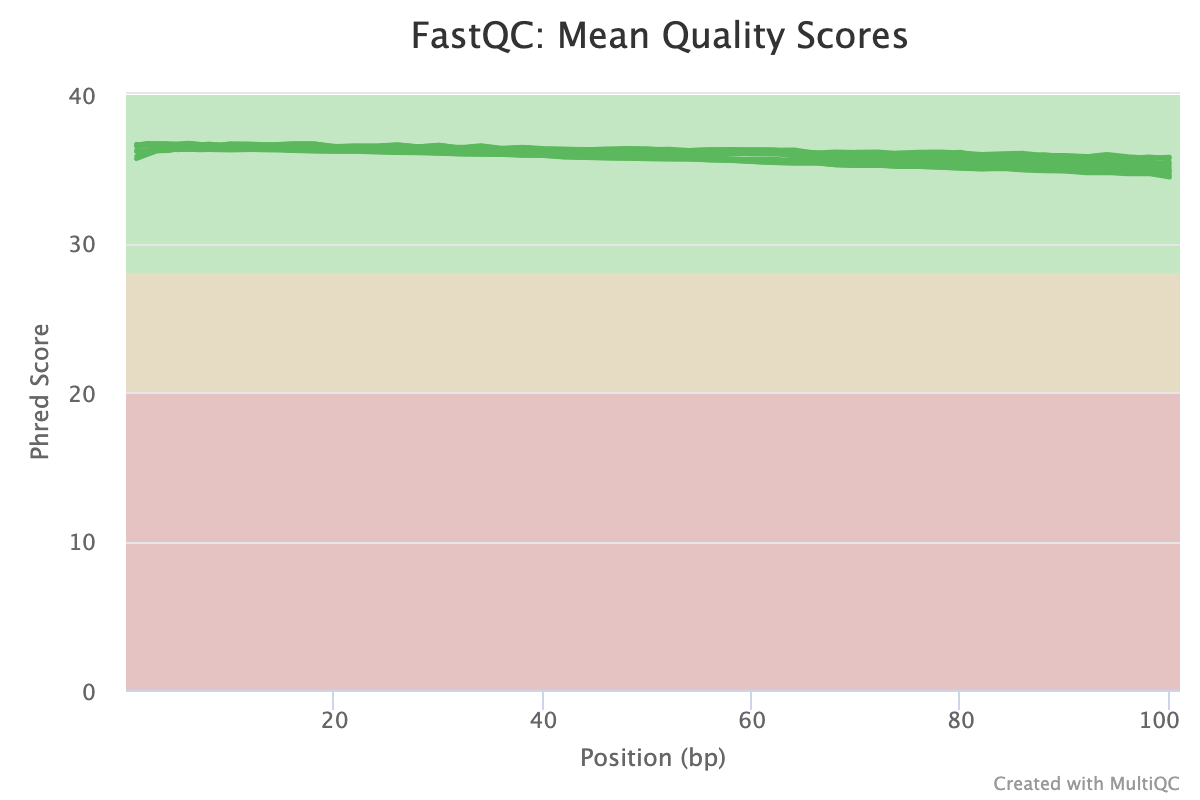 FastQC: Mean Quality Scores
40
30
20
10
0
Phred Score
20 40 60 80 100
Position (bp)
Created with MultiQC